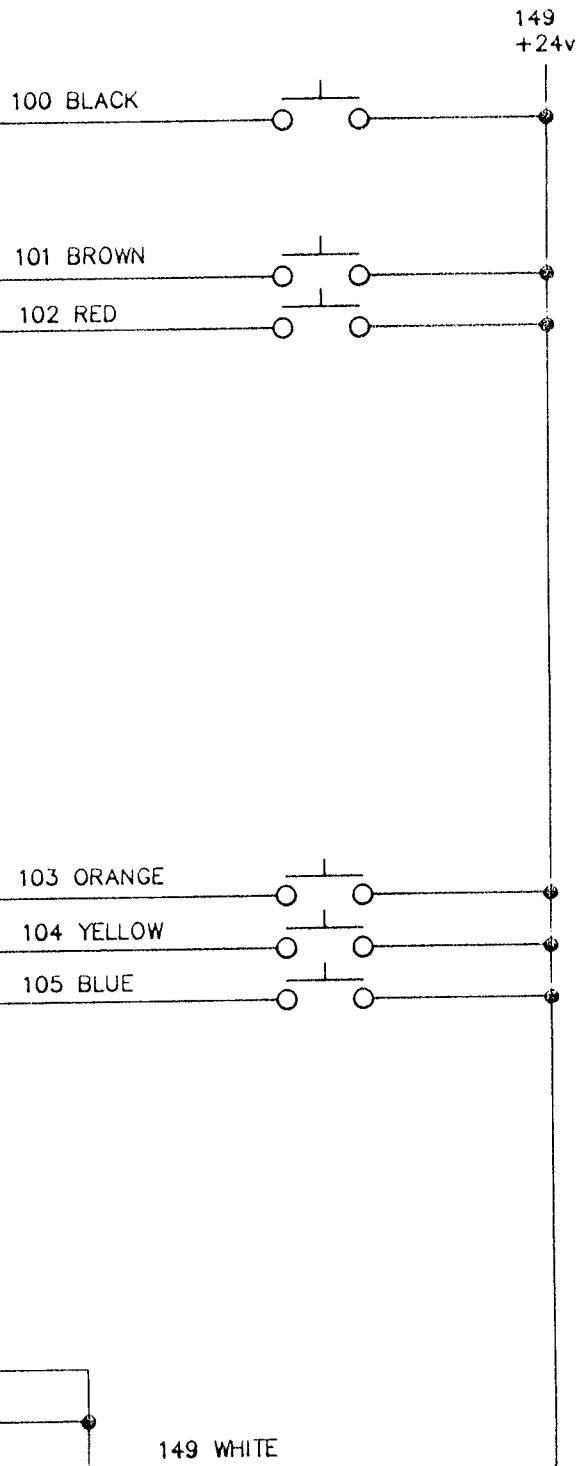 149
+24v
100 BLACK
101 BROWN
102 RED
103 ORANGE
104 YELLOW
105 BLUE
149 WHITE